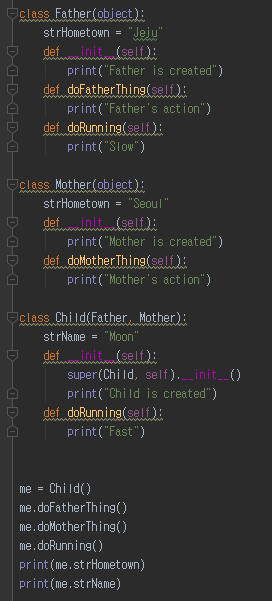 class Father(object):
    strHometown = "Jeju"
    def __init__(self):
        print("Father is created")
    def doFatherThing(self):
        print("Father's action")
    def doRunning(self):
        print("Slow")

class Mother(object):
    strHometown = "Seoul"
    def __init__(self):
        print("Mother is created")
    def doMotherThing(self):
        print("Mother's action")

class Child(Father, Mother):
    strName = "Moon"
    def __init__(self):
        super(Child, self).__init__()
        print("Child is created")
    def doRunning(self):
        print("Fast")


me = Child()
me.doFatherThing()
me.doMotherThing()
me.doRunning()
print(me.strHometown)
print(me.strName)